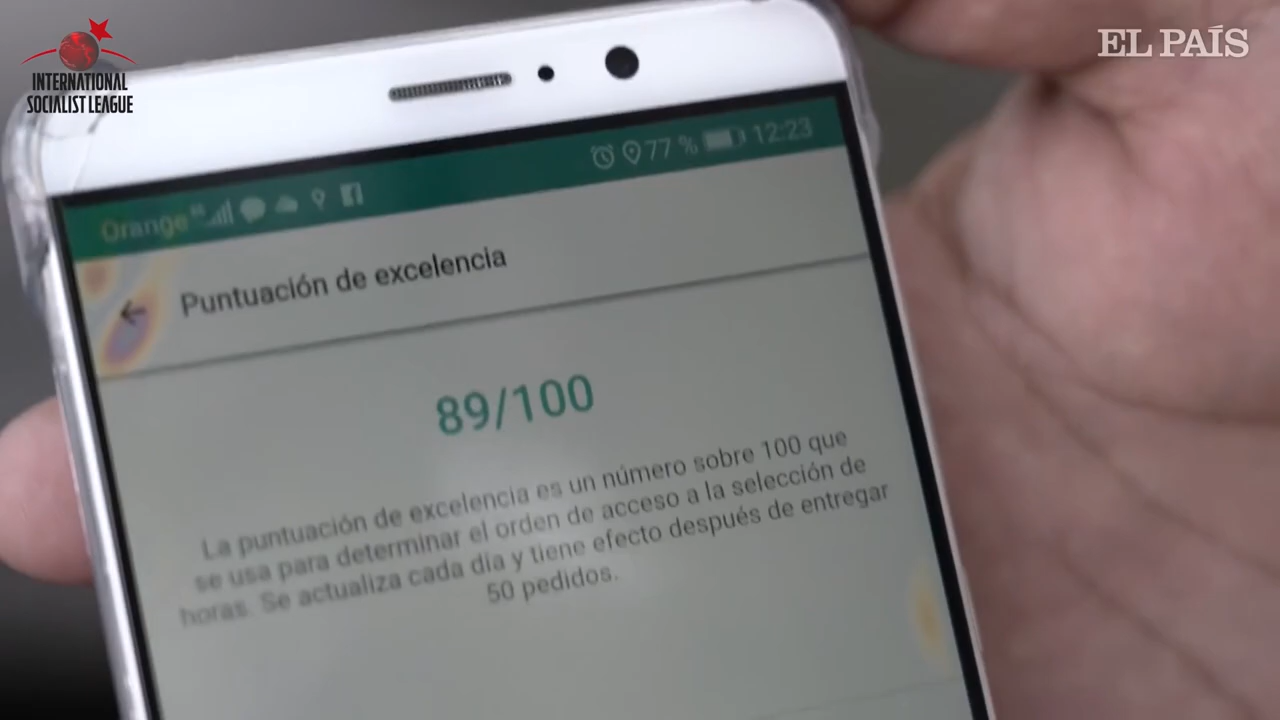 INTERNATIONAL
SOCIALIST LEAGUE
EL PAÍS
Orange
77 %
12:23
Puntuación de excelencia
89/100
La puntuación de excelencia es un número sobre 100 que
se usa para determinar el orden de acceso a la selección de
horas. Se actualiza cada día y tiene efecto después de entregar
50 pedidos.